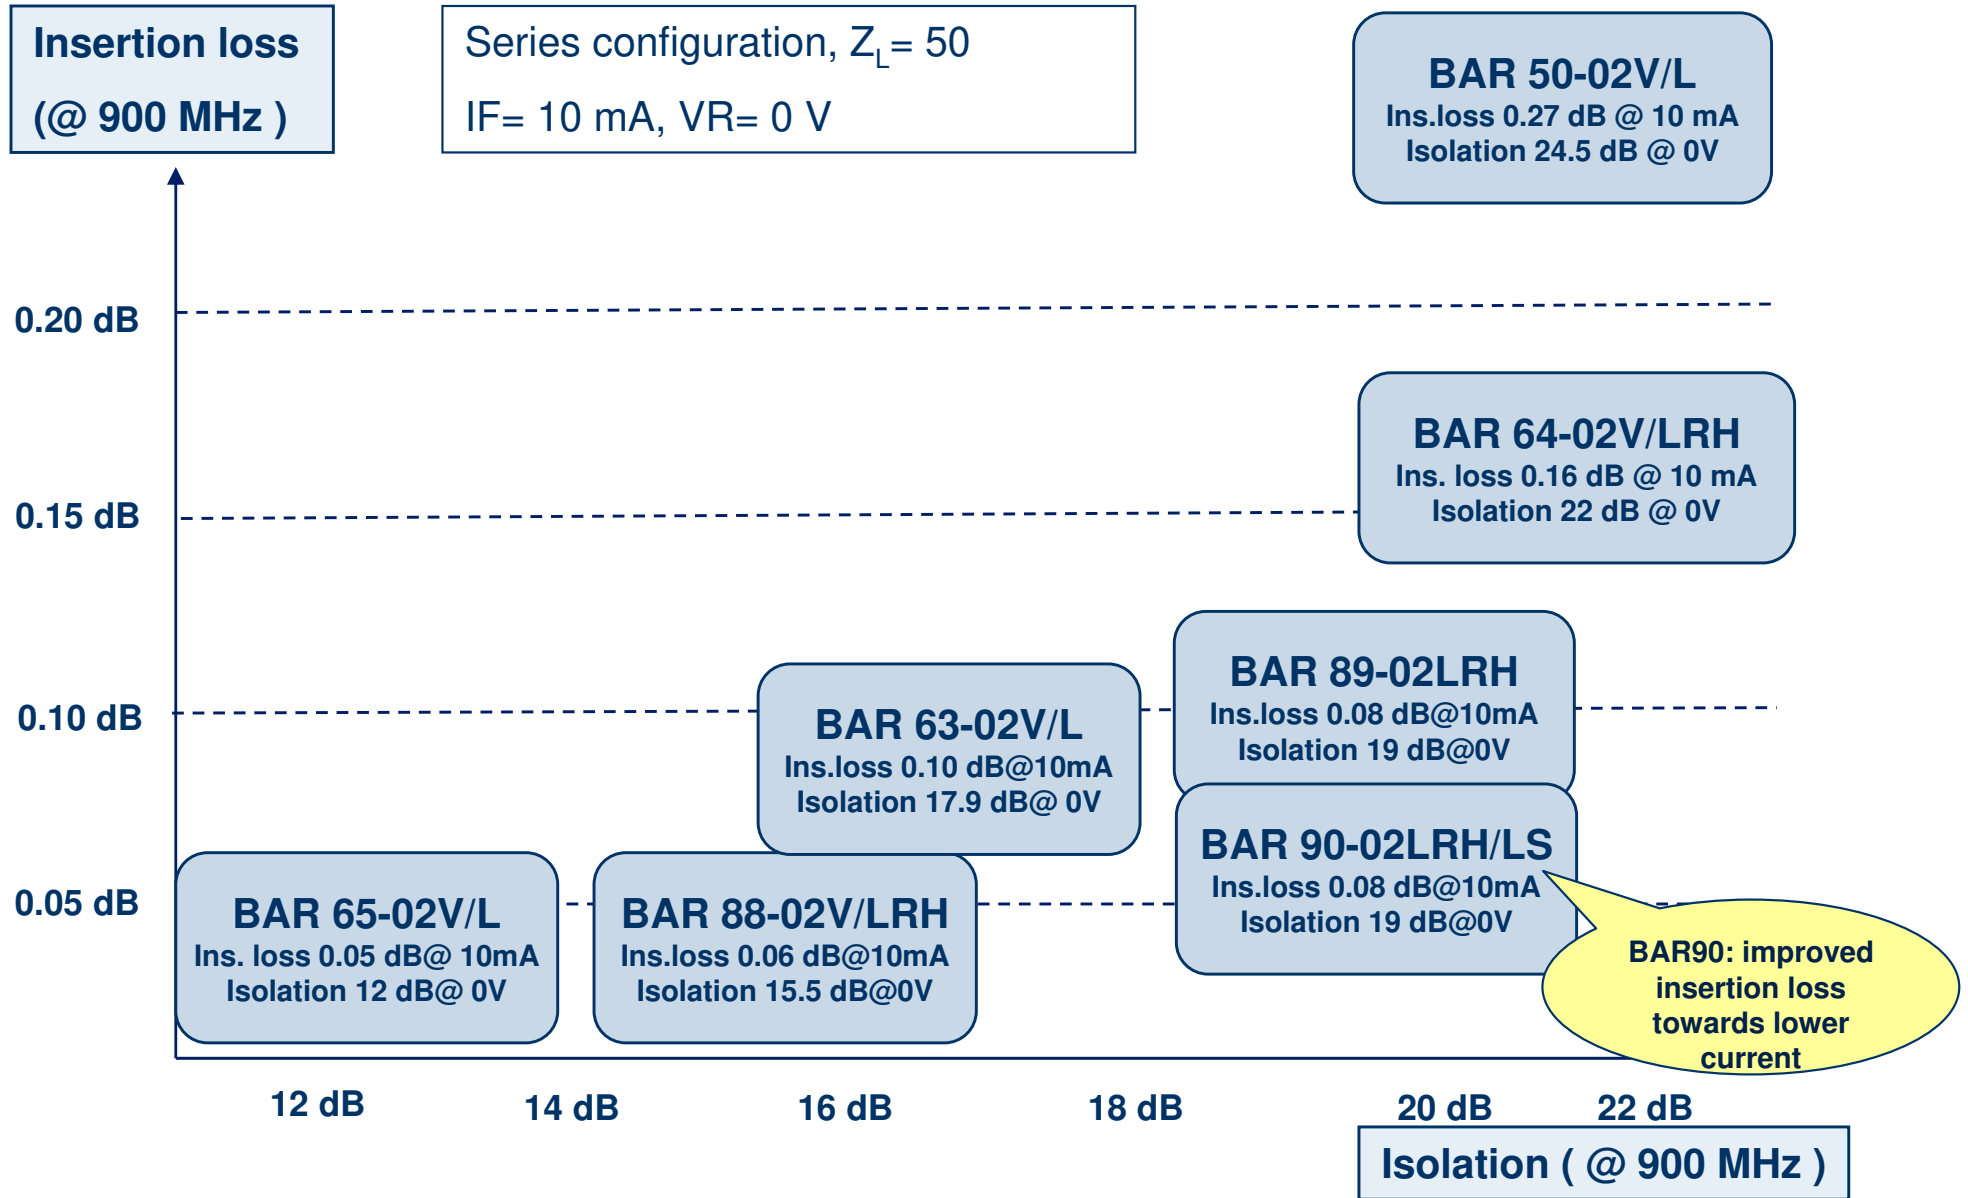 Insertion loss
(@ 900 MHz )
Series configuration, ZL= 50
IF= 10 mA, VR= 0 V
BAR 50-02V/L
Ins.loss 0.27 dB @ 10 mA
Isolation 24.5 dB @ 0V
0.20 dB
BAR 64-02V/LRH
Ins. loss 0.16 dB @ 10 mA
Isolation 22 dB @ 0V
0.15 dB
BAR 89-02LRH
Ins.loss 0.08 dB@10mA
Isolation 19 dB@0V
0.10 dB
BAR 63-02V/L
Ins.loss 0.10 dB@10mA
Isolation 17.9 dB@ 0V
BAR 90-02LRH/LS
Ins.loss 0.08 dB@10mA
Isolation 19 dB@0V
0.05 dB
BAR 65-02V/L
Ins. loss 0.05 dB@ 10mA
Isolation 12 dB@ 0V
BAR 88-02V/LRH
Ins.loss 0.06 dB@10mA
Isolation 15.5 dB@0V
BAR90: improved
insertion loss
towards lower
current
12 dB
14 dB
16 dB
18 dB
20 dB
22 dB
Isolation ( @ 900 MHz )